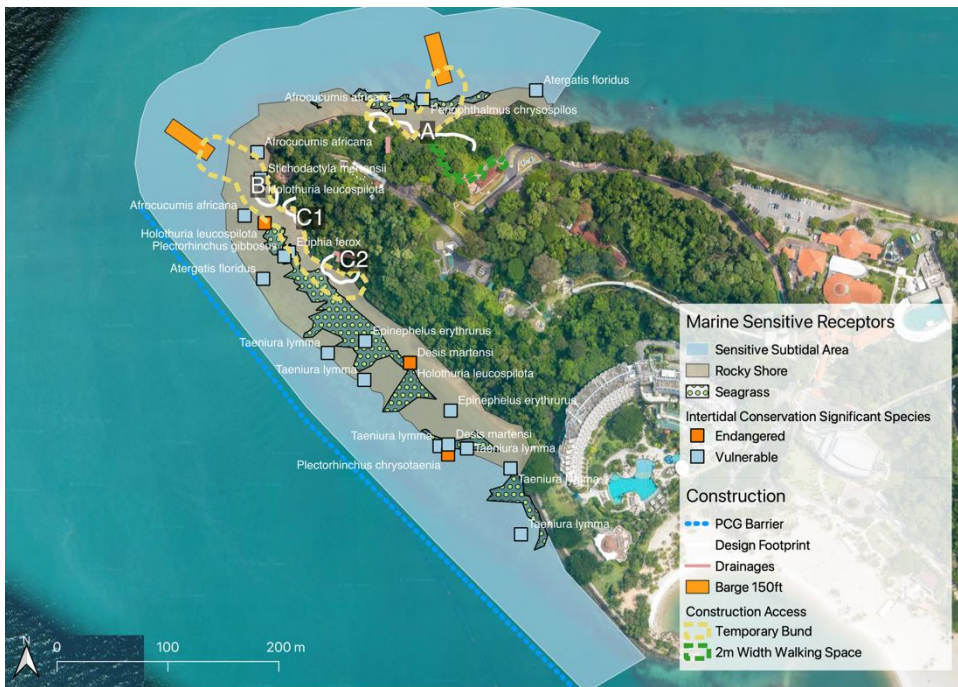 Atergatis floridus
Afrocucumis africana
Periophthalmus chrysospilos
A
Afrocucumis africana
Stichodactyla mertensii
B
Holothuria leucospilota
Afrocucumis africana
C1
Holothuria leucospilota
Plectorhinchus gibbosus
Eriphia ferox
C2
Atergatis floridus
Epinephelus erythrurus
Taeniura lymma
Desis martensi
Taeniura lymma
Holothuria leucospilota
Epinephelus erythrurus
Taeniura lymma
Desis martensi
Taeniura lymma
Plectorhinchus chrysotaenia
Taeniura lymma
Taeniura lymma
Marine Sensitive Receptors
Sensitive Subtidal Area
Rocky Shore
Seagrass
Intertidal Conservation Significant Species
Endangered
Vulnerable
Construction
PCG Barrier
Design Footprint
Drainages
Barge 150ft
Construction Access
Temporary Bund
2m Width Walking Space
N
0 100 200 m